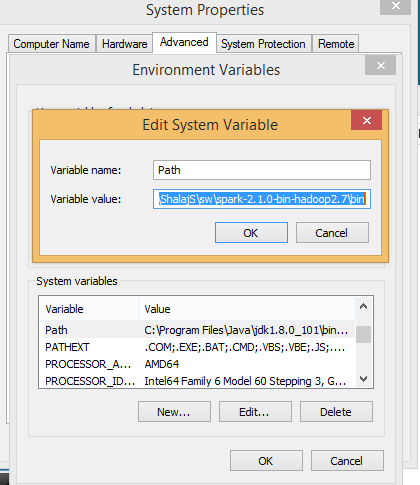 System Properties
Computer Name Hardware Advanced System Protection Remote
Environment Variables
Edit System Variable
Variable name: Path
Variable value: ShalajS\sw\spark-2.1.0-bin-hadoop2.7\bin
OK Cancel
System variables
Variable Value
Path C:\Program Files\Java\jdk1.8.0_101\bin...
PATHEXT .COM;.EXE;.BAT;.CMD;.VBS;.VBE;.JS;....
PROCESSOR_A... AMD64
PROCESSOR_ID... Intel64 Family 6 Model 60 Stepping 3, G...
New... Edit... Delete
OK Cancel